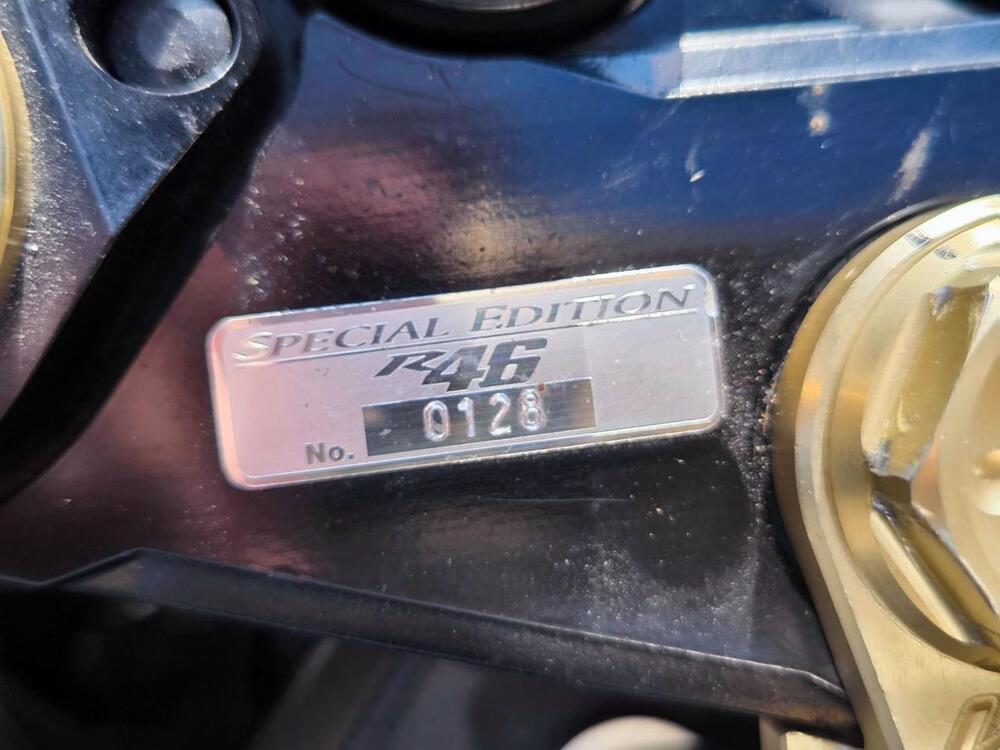 SPECIAL EDITION
R46
No. 0128